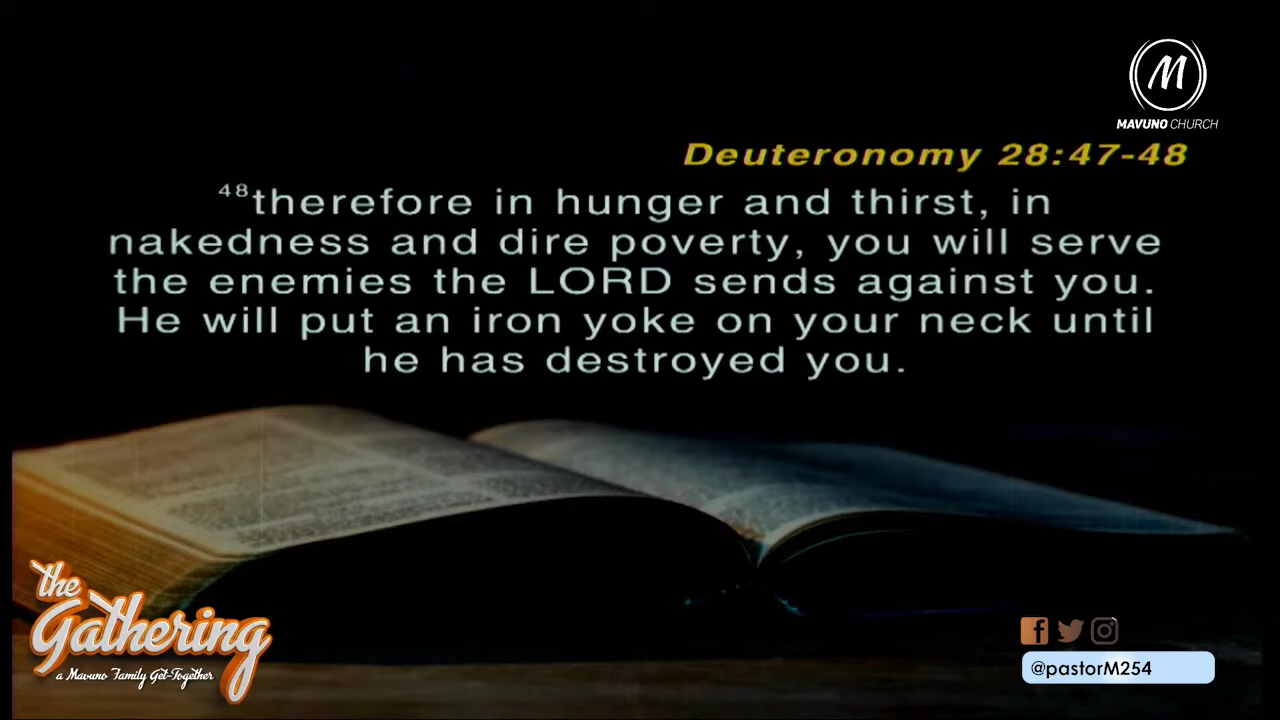 M
MAVUNO CHURCH
Deuteronomy 28:47-48
48therefore in hunger and thirst, in
nakedness and dire poverty, you will serve
the enemies the LORD sends against you.
He will put an iron yoke on your neck until
he has destroyed you.
the
Gathering
a Mavuno Family Get-Together
@pastorM254